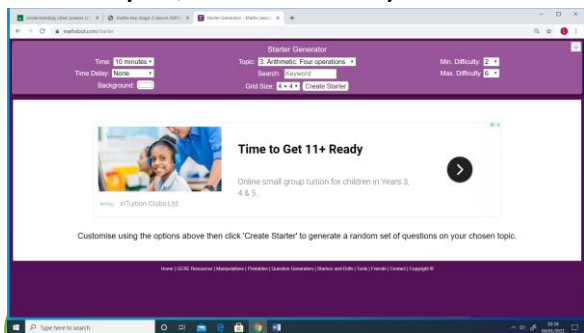 Understanding other powers of
maths key stage 2 lesson
Starter Generator - Maths
mathsbot.com/starter
Starter Generator
Time: 10 minutes
Topic: 3. Arithmetic: Four operations
Min. Difficulty: 2
Time Delay: None
Search: Keyword
Max. Difficulty: 6
Background:
Grid Size: 4 × 4 Create Starter
Time to Get 11+ Ready
Online small group tuition for children in Years 3,
4 & 5.
InTuition Clubs Ltd
Customise using the options above then click 'Create Starter' to generate a random set of questions on your chosen topic.
Home | GCSE Resources | Manipulatives | Printables | Question Generators | Starters and Drills | Tools | Friends | Contact | Copyright ©
Type here to search
10:34
04/01/2021